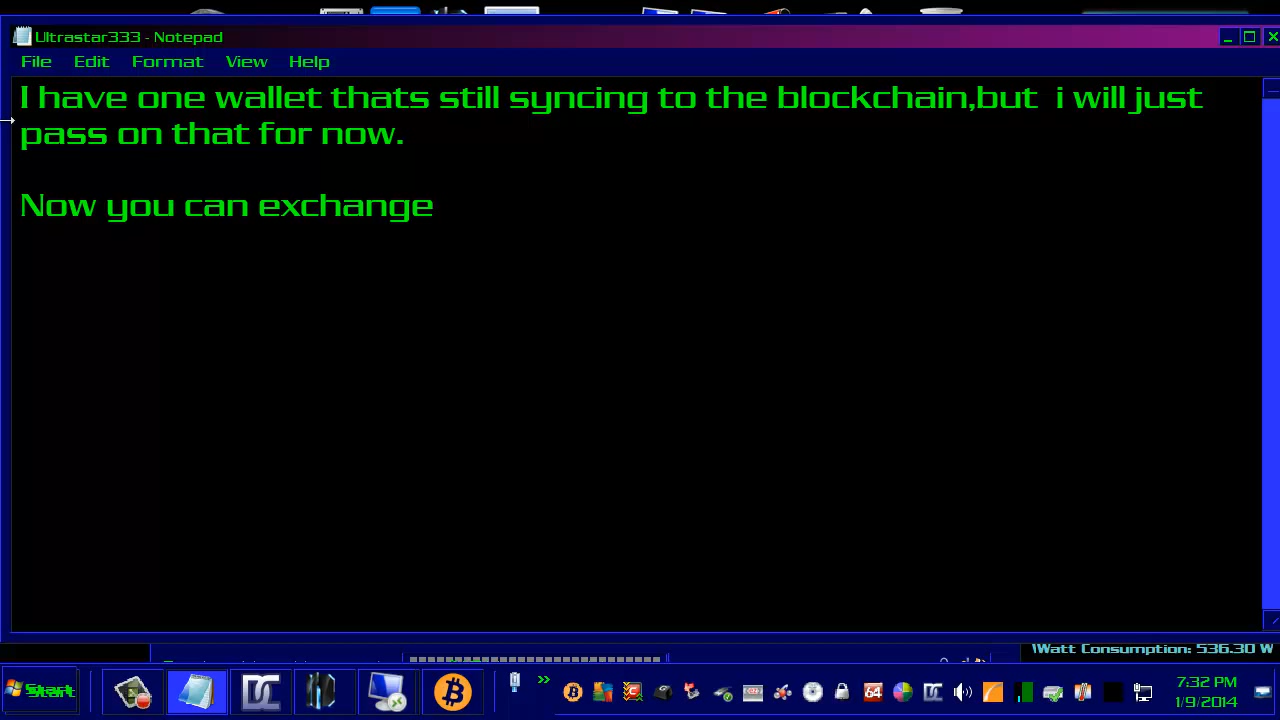 Ultrastar333 - Notepad
File Edit Format View Help
I have one wallet thats still syncing to the blockchain,but  i will just
pass on that for now.
Now you can exchange
Watt Consumption: 536.30 W
Start
64
7:32 PM
1/9/2014